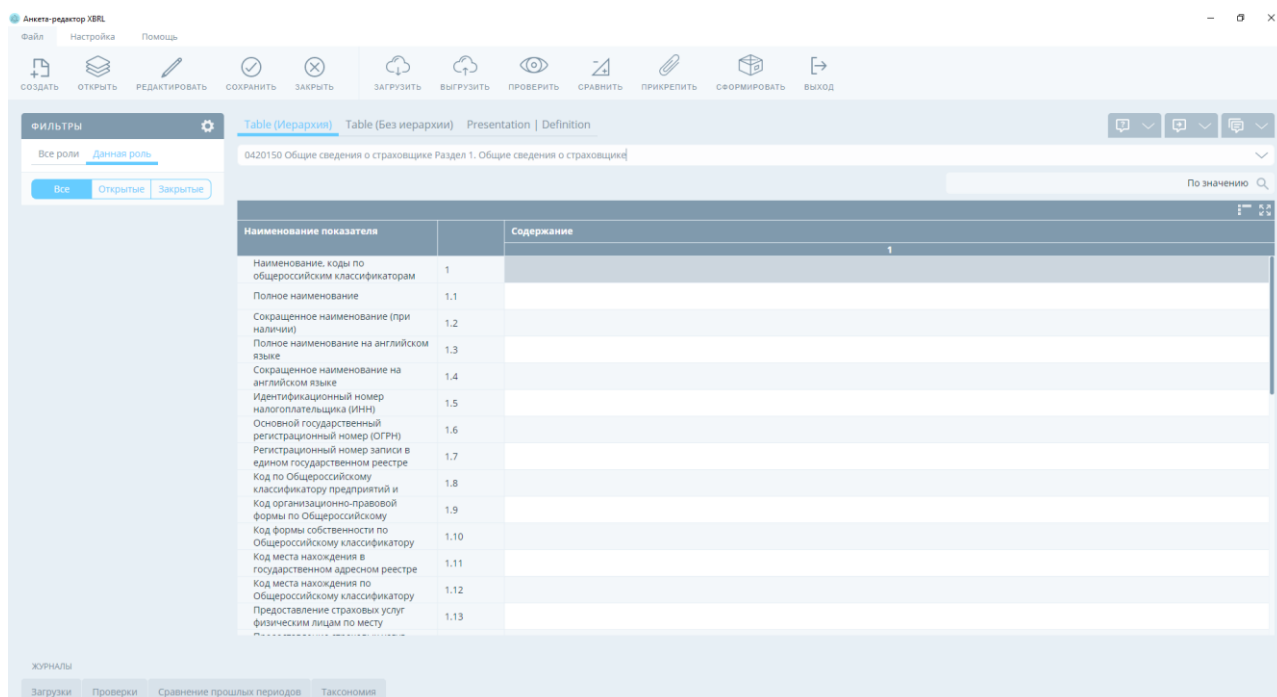 Анкета-редактор XBRL
Файл Настройка Помощь
СОЗДАТЬ ОТКРЫТЬ РЕДАКТИРОВАТЬ СОХРАНИТЬ ЗАКРЫТЬ ЗАГРУЗИТЬ ВЫГРУЗИТЬ ПРОВЕРИТЬ СРАВНИТЬ ПРИКРЕПИТЬ СФОРМИРОВАТЬ ВЫХОД
ФИЛЬТРЫ
Все роли Данная роль
Все Открытые Закрытые
Table (Иерархия) Table (Без иерархии) Presentation | Definition
0420150 Общие сведения о страховщике Раздел 1. Общие сведения о страховщике
По значению
Наименование показателя Содержание
1
Наименование, коды по
общероссийским классификаторам 1
Полное наименование 1.1
Сокращенное наименование (при
наличии) 1.2
Полное наименование на английском
языке 1.3
Сокращенное наименование на
английском языке 1.4
Идентификационный номер
налогоплательщика (ИНН) 1.5
Основной государственный
регистрационный номер (ОГРН) 1.6
Регистрационный номер записи в
едином государственном реестре 1.7
Код по Общероссийскому
классификатору предприятий и 1.8
Код организационно-правовой
формы по Общероссийскому 1.9
Код формы собственности по
Общероссийскому классификатору 1.10
Код места нахождения в
государственном адресном реестре 1.11
Код места нахождения по
Общероссийскому классификатору 1.12
Предоставление страховых услуг
физическим лицам по месту 1.13
ЖУРНАЛЫ
Загрузки Проверки Сравнение прошлых периодов Таксономия